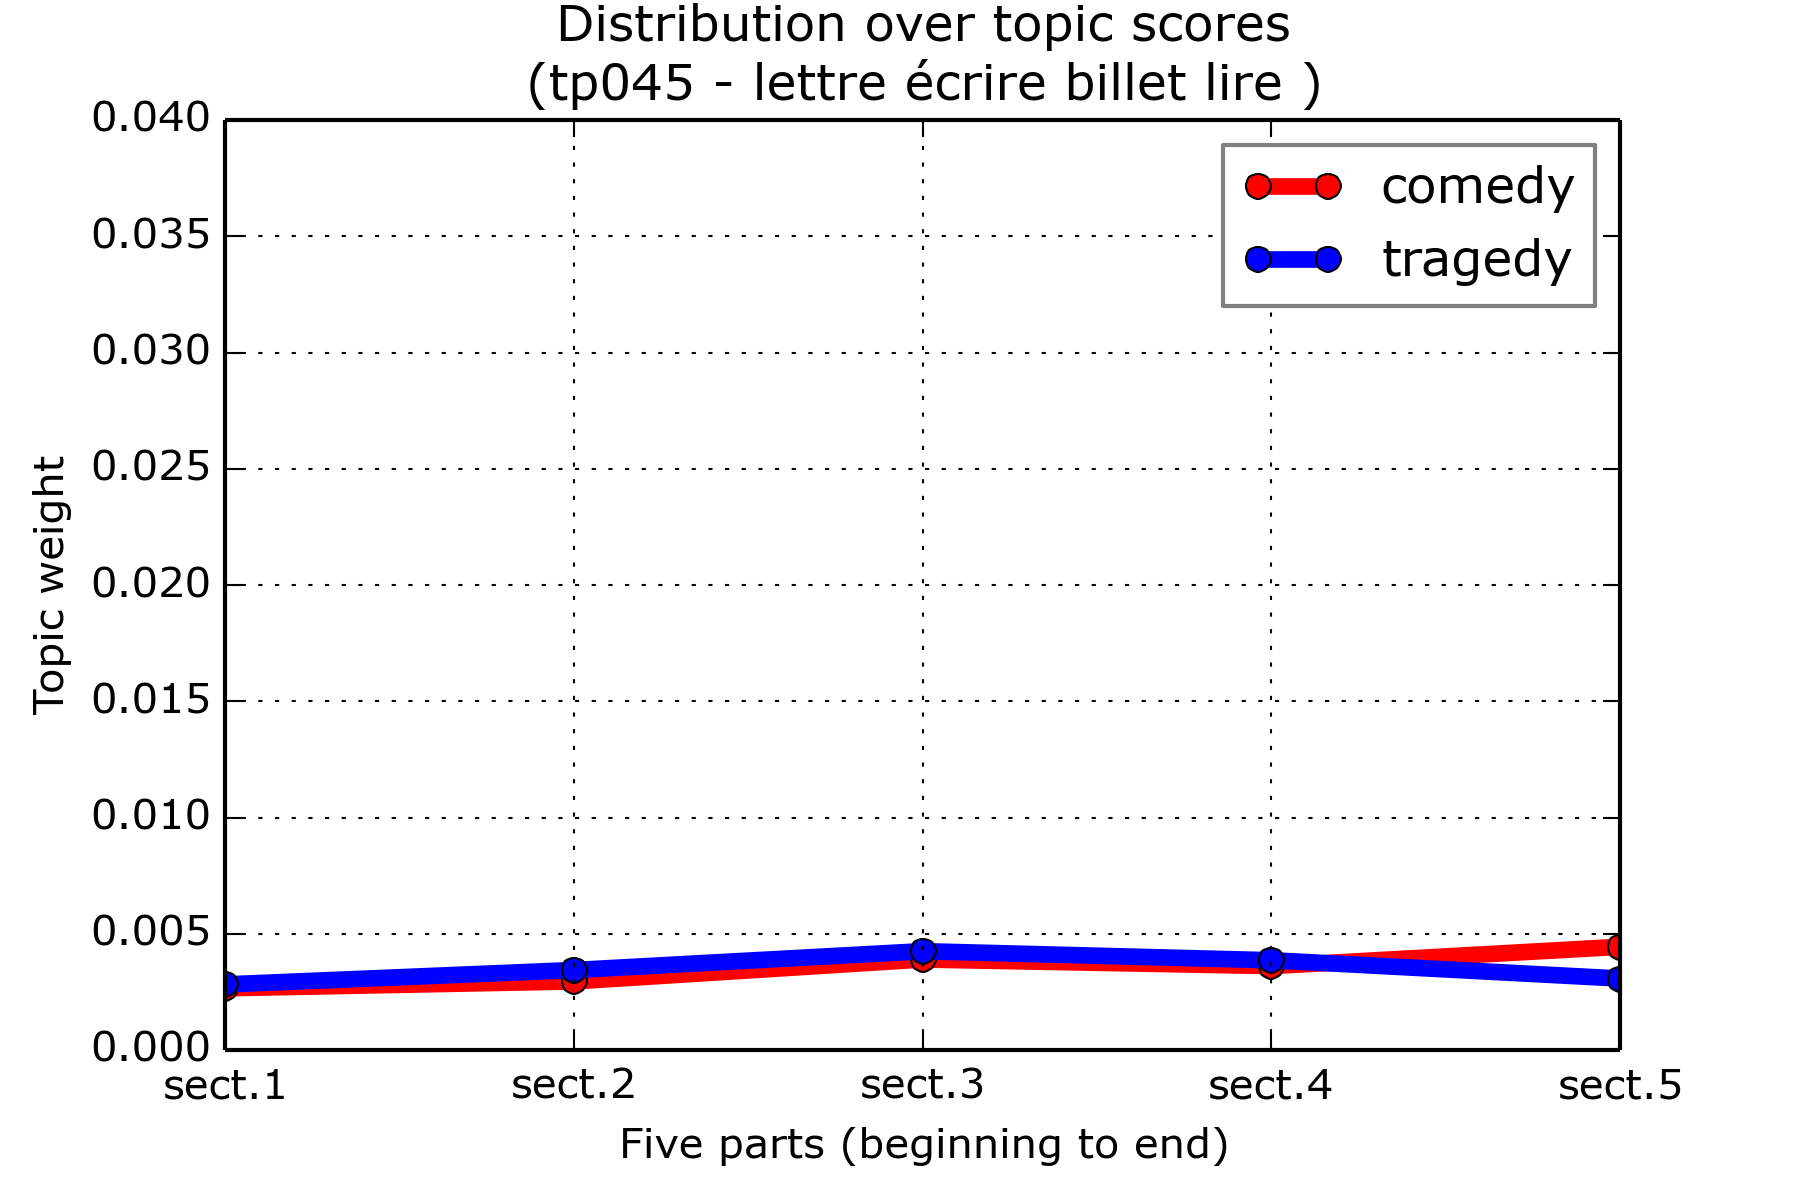 Distribution over topic scores
(tp045 - lettre écrire billet lire )
0.040
0.035
0.030
0.025
0.020
0.015
0.010
0.005
0.000
Topic weight
comedy
tragedy
sect.1 sect.2 sect.3 sect.4 sect.5
Five parts (beginning to end)